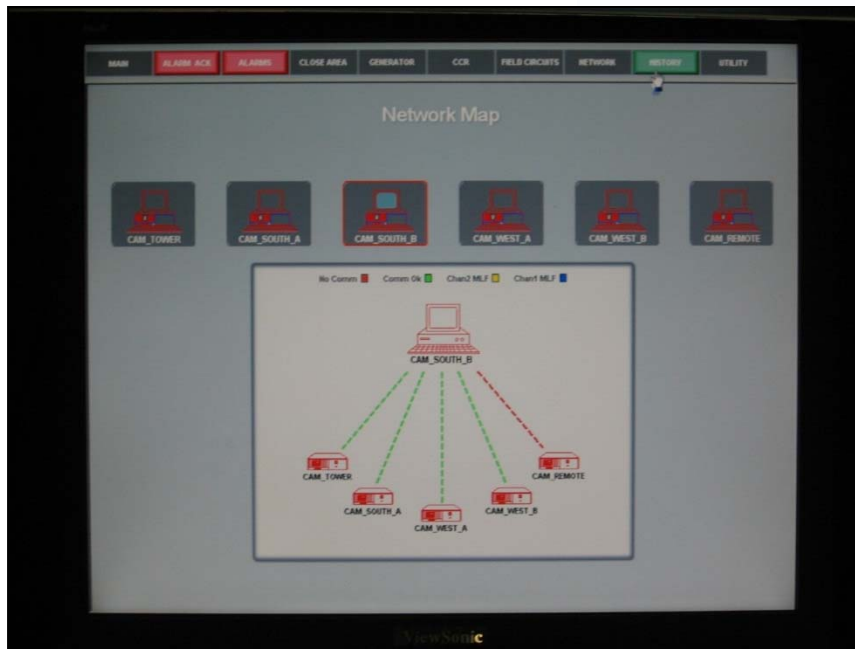 MAIN ALARM ACK ALARMS CLOSE AREA GENERATOR CCR FIELD CIRCUITS NETWORK HISTORY UTILITY
Network Map
CAM_TOWER CAM_SOUTH_A CAM_SOUTH_B CAM_WEST_A CAM_WEST_B CAM_REMOTE
No Comm Comm Ok Chan2 MLF Chan1 MLF
CAM_SOUTH_B
CAM_TOWER CAM_REMOTE
CAM_SOUTH_A CAM_WEST_B
CAM_WEST_A
ViewSonic